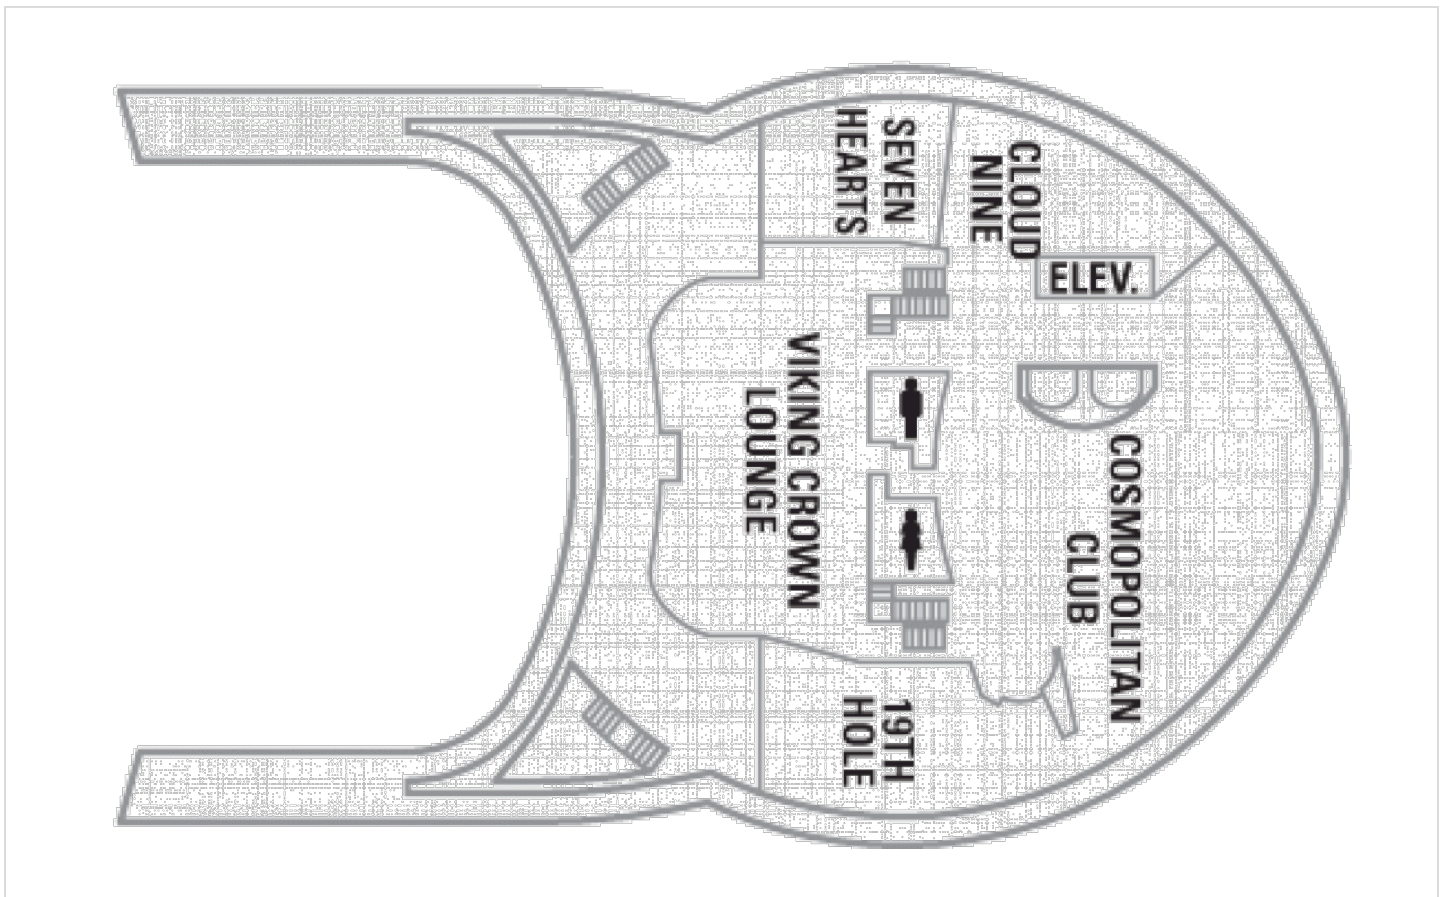 SEVEN
HEARTS
CLOUD
NINE
ELEV.
VIKING CROWN
LOUNGE
COSMOPOLITAN
CLUB
19TH
HOLE